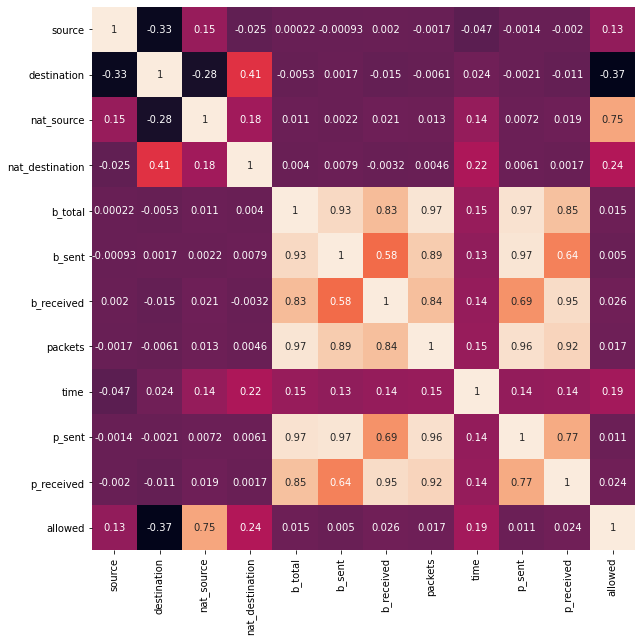 source 1 -0.33 0.15 -0.025 0.00022 -0.00093 0.002 -0.0017 -0.047 -0.0014 -0.002 0.13
destination -0.33 1 -0.28 0.41 -0.0053 0.0017 -0.015 -0.0061 0.024 -0.0021 -0.011 -0.37
nat_source 0.15 -0.28 1 0.18 0.011 0.0022 0.021 0.013 0.14 0.0072 0.019 0.75
nat_destination -0.025 0.41 0.18 1 0.004 0.0079 -0.0032 0.0046 0.22 0.0061 0.0017 0.24
b_total 0.00022 -0.0053 0.011 0.004 1 0.93 0.83 0.97 0.15 0.97 0.85 0.015
b_sent -0.00093 0.0017 0.0022 0.0079 0.93 1 0.58 0.89 0.13 0.97 0.64 0.005
b_received 0.002 -0.015 0.021 -0.0032 0.83 0.58 1 0.84 0.14 0.69 0.95 0.026
packets -0.0017 -0.0061 0.013 0.0046 0.97 0.89 0.84 1 0.15 0.96 0.92 0.017
time -0.047 0.024 0.14 0.22 0.15 0.13 0.14 0.15 1 0.14 0.14 0.19
p_sent -0.0014 -0.0021 0.0072 0.0061 0.97 0.97 0.69 0.96 0.14 1 0.77 0.011
p_received -0.002 -0.011 0.019 0.0017 0.85 0.64 0.95 0.92 0.14 0.77 1 0.024
allowed 0.13 -0.37 0.75 0.24 0.015 0.005 0.026 0.017 0.19 0.011 0.024 1
source destination nat_source nat_destination b_total b_sent b_received packets time p_sent p_received allowed